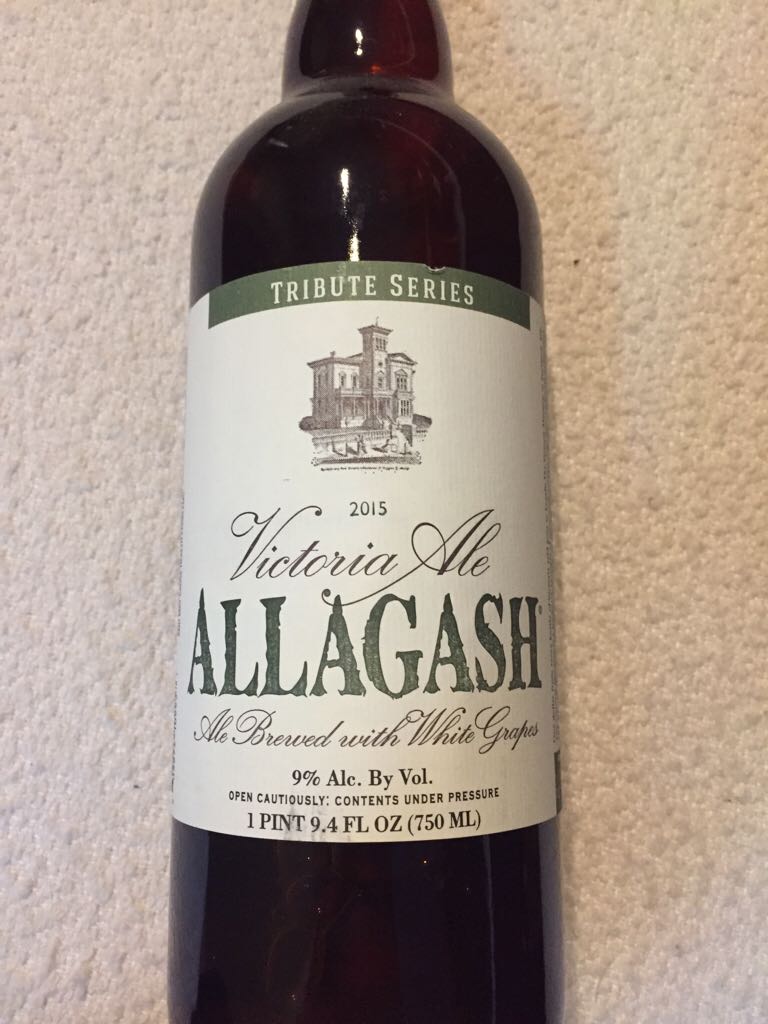 TRIBUTE SERIES
2015
Victoria Ale
ALLAGASH®
Ale Brewed with White Grapes
9% Alc. By Vol.
OPEN CAUTIOUSLY: CONTENTS UNDER PRESSURE
1 PINT 9.4 FL OZ (750 ML)